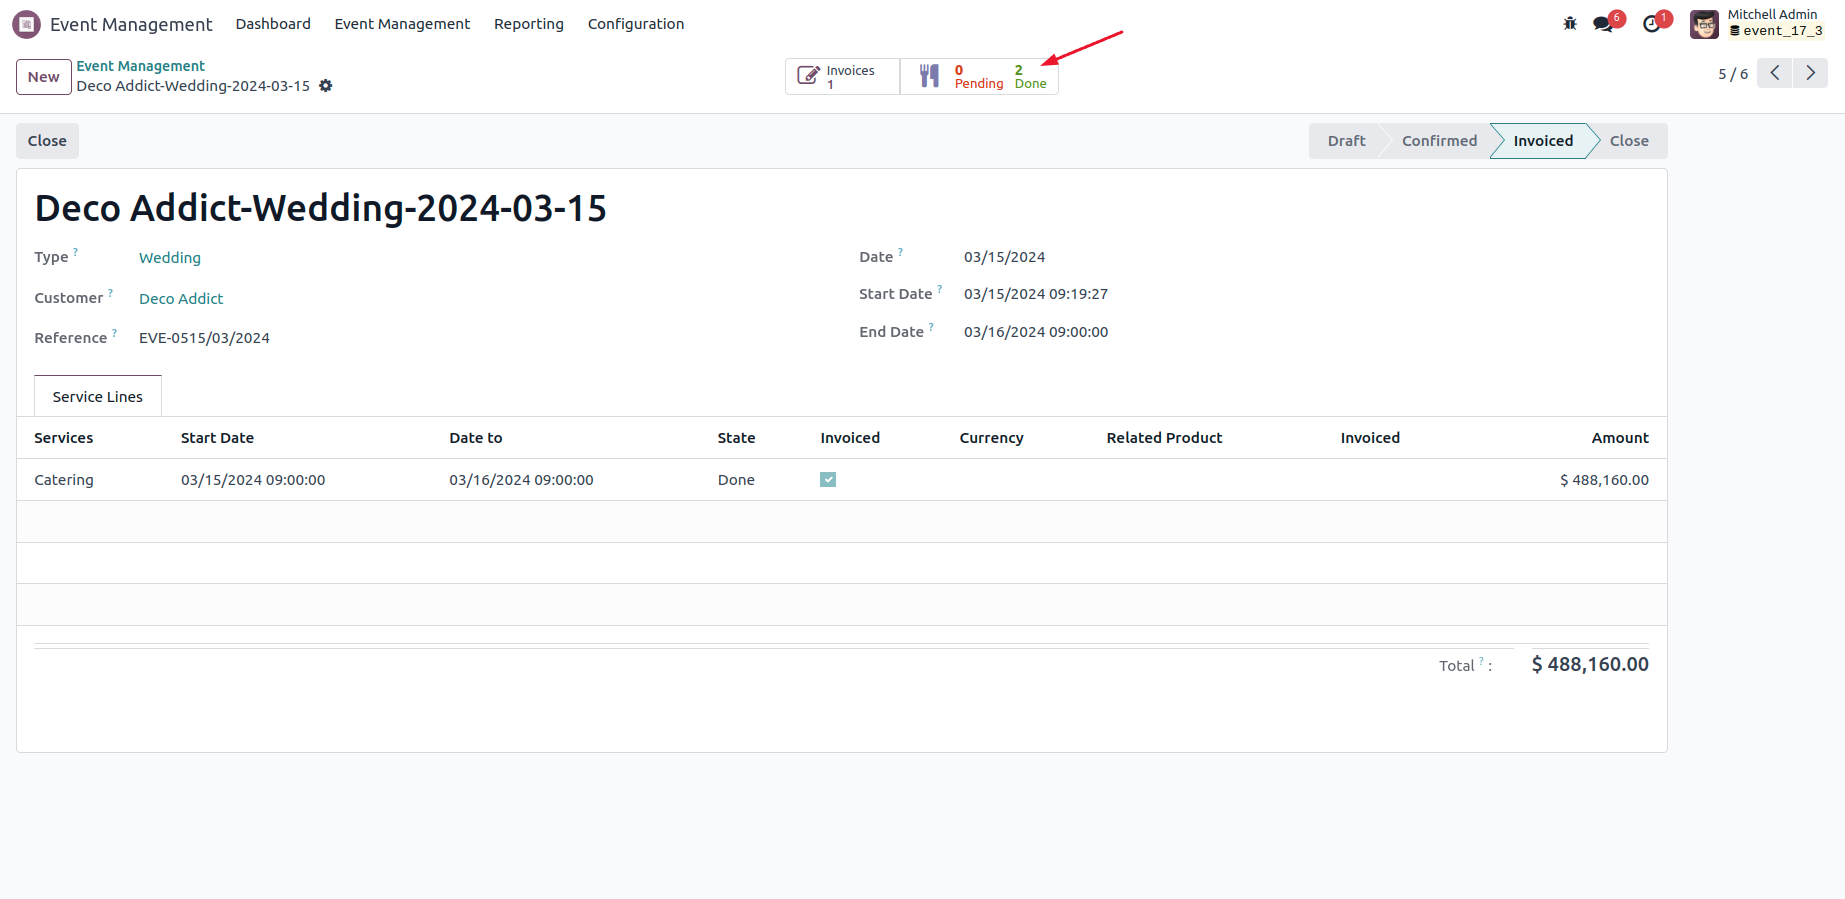 Event Management Dashboard Event Management Reporting Configuration 6 1 Mitchell Admin
event_17_3
New Event Management
Deco Addict-Wedding-2024-03-15
Invoices
1
0 Pending 2 Done
5 / 6
Close Draft Confirmed Invoiced Close
Deco Addict-Wedding-2024-03-15
Type ? Wedding
Customer ? Deco Addict
Reference ? EVE-0515/03/2024
Date ? 03/15/2024
Start Date ? 03/15/2024 09:19:27
End Date ? 03/16/2024 09:00:00
Service Lines
Services Start Date Date to State Invoiced Currency Related Product Invoiced Amount
Catering 03/15/2024 09:00:00 03/16/2024 09:00:00 Done $ 488,160.00
Total ? : $ 488,160.00